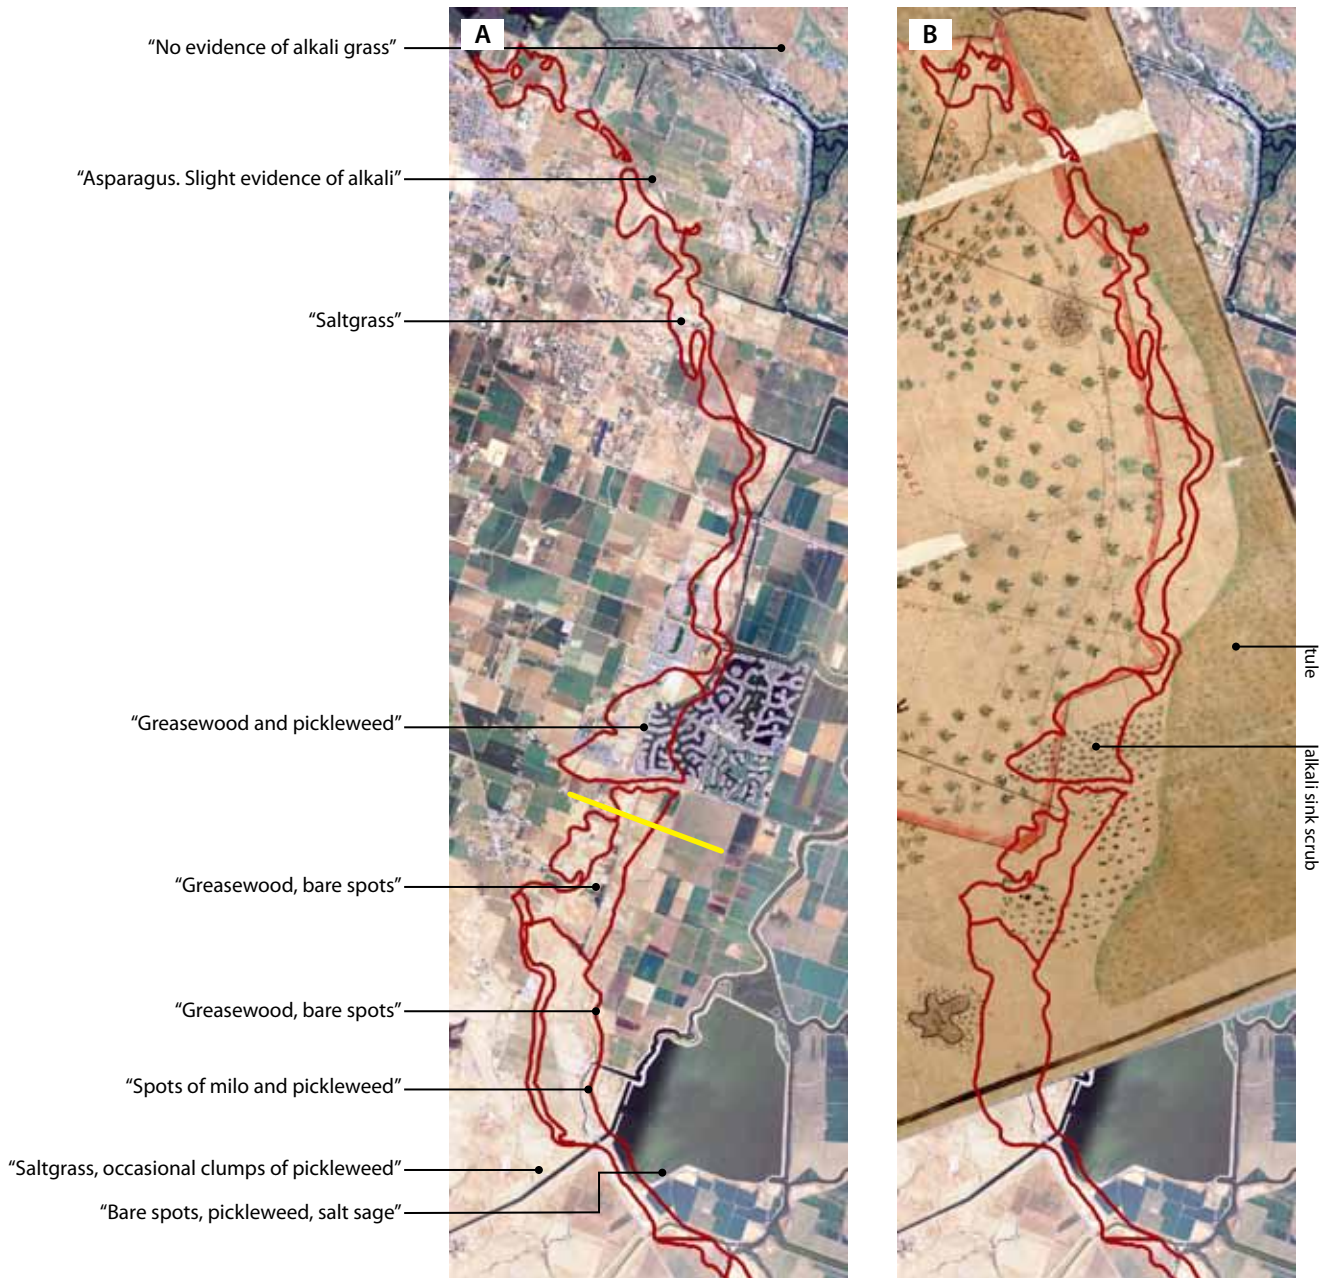 A
B
“No evidence of alkali grass”
“Asparagus. Slight evidence of alkali”
“Saltgrass”
“Greasewood and pickleweed”
“Greasewood, bare spots”
“Greasewood, bare spots”
“Spots of milo and pickleweed”
“Saltgrass, occasional clumps of pickleweed”
“Bare spots, pickleweed, salt sage”
tule
alkali sink scrub